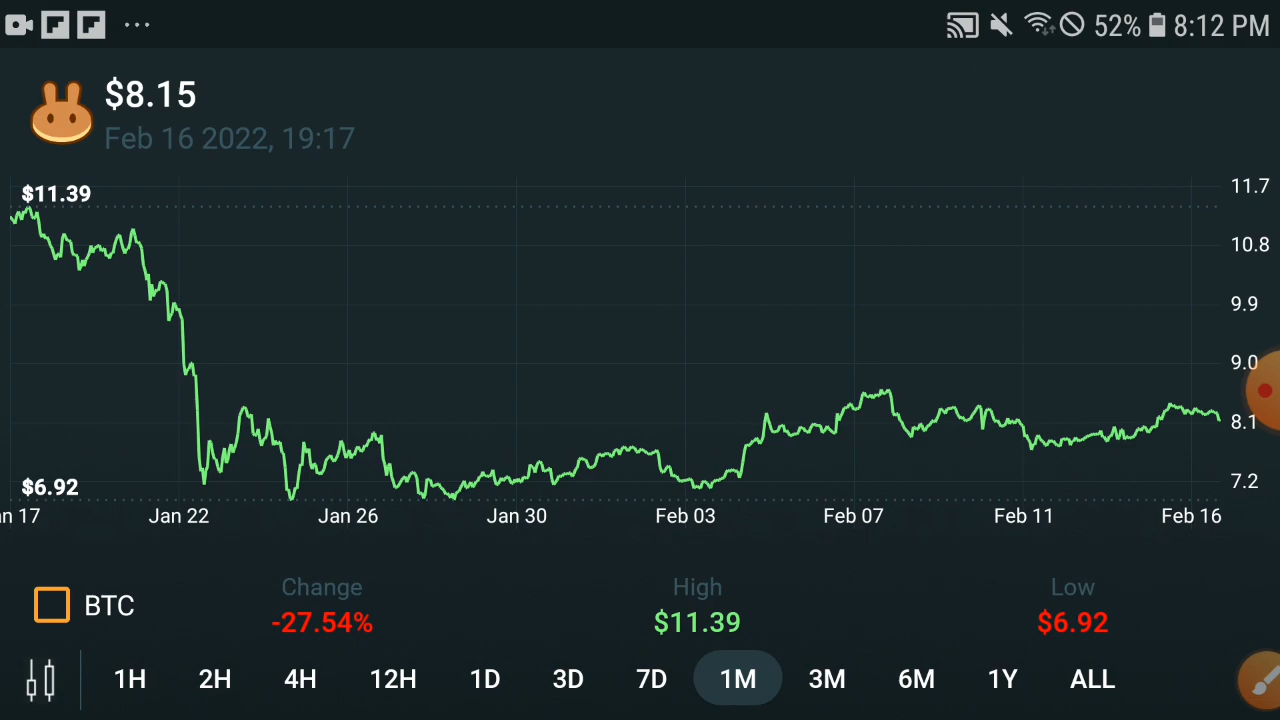 52% 8:12 PM
$8.15
Feb 16 2022, 19:17
$11.39
11.7
10.8
9.9
9.0
8.1
7.2
$6.92
n 17 Jan 22 Jan 26 Jan 30 Feb 03 Feb 07 Feb 11 Feb 16
BTC
Change High Low
-27.54% $11.39 $6.92
1H 2H 4H 12H 1D 3D 7D 1M 3M 6M 1Y ALL